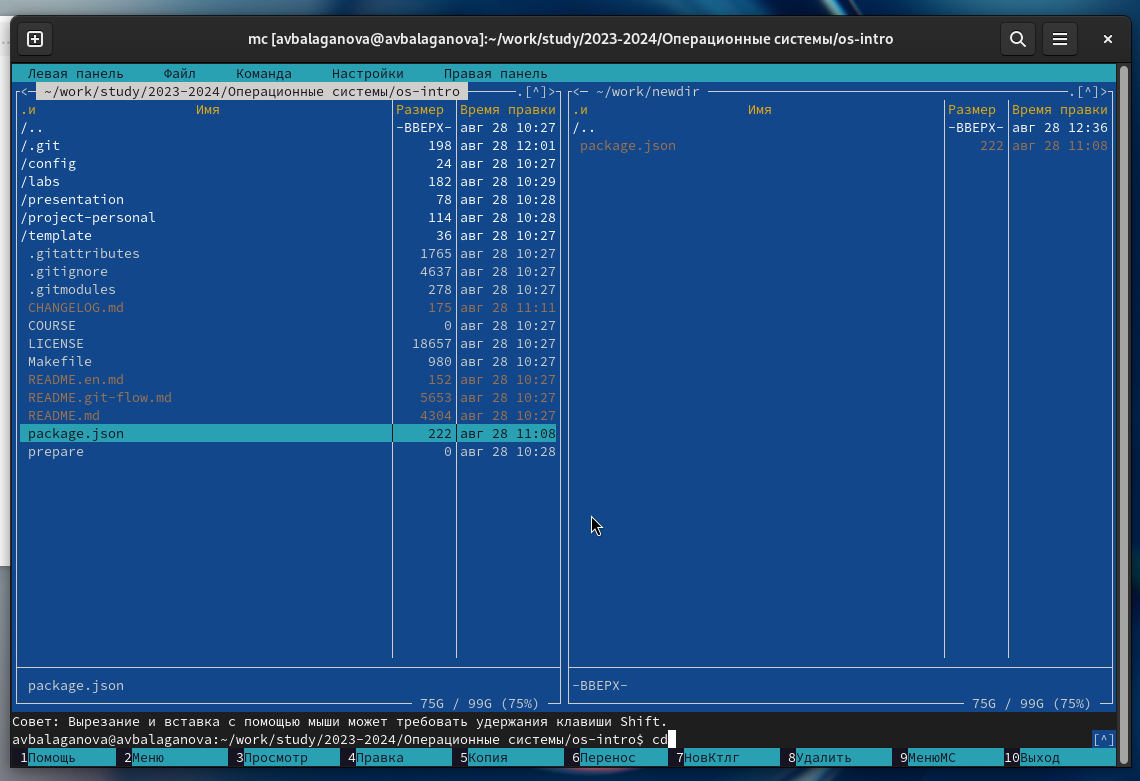 mc [avbalaganova@avbalaganova]:~/work/study/2023-2024/Операционные системы/os-intro
Левая панель Файл Команда Настройки Правая панель
<— ~/work/study/2023-2024/Операционные системы/os-intro .[^]>
.и Имя Размер Время правки
/.. -ВВЕРХ- авг 28 10:27
/.git 198 авг 28 12:01
/config 24 авг 28 10:27
/labs 182 авг 28 10:29
/presentation 78 авг 28 10:28
/project-personal 114 авг 28 10:28
/template 36 авг 28 10:27
.gitattributes 1765 авг 28 10:27
.gitignore 4637 авг 28 10:27
.gitmodules 278 авг 28 10:27
CHANGELOG.md 175 авг 28 11:11
COURSE 0 авг 28 10:27
LICENSE 18657 авг 28 10:27
Makefile 980 авг 28 10:27
README.en.md 152 авг 28 10:27
README.git-flow.md 5653 авг 28 10:27
README.md 4304 авг 28 10:27
package.json 222 авг 28 11:08
prepare 0 авг 28 10:28
package.json
75G / 99G (75%)
<— ~/work/newdir .[^]>
.и Имя Размер Время правки
/.. -ВВЕРХ- авг 28 12:36
package.json 222 авг 28 11:08
-ВВЕРХ-
75G / 99G (75%)
Совет: Вырезание и вставка с помощью мыши может требовать удержания клавиши Shift.
avbalaganova@avbalaganova:~/work/study/2023-2024/Операционные системы/os-intro$ cd [^]
1Помощь 2Меню 3Просмотр 4Правка 5Копия 6Перенос 7НовКтлг 8Удалить 9МенюМС 10Выход